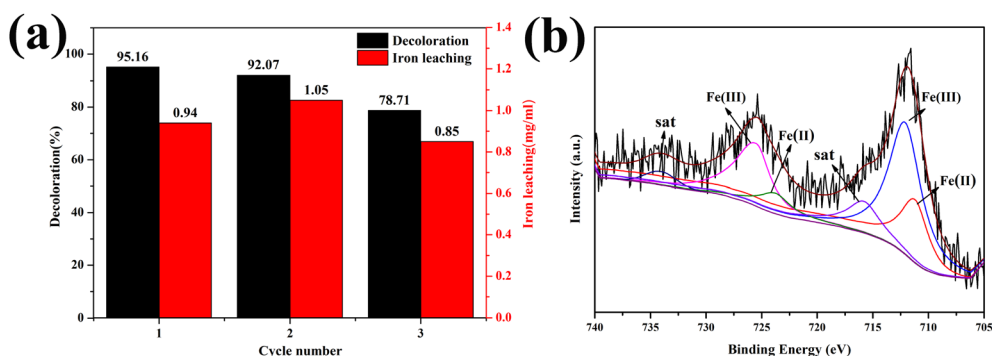 (a)
Decoloration
Iron leaching
95.16
92.07
78.71
0.94
1.05
0.85
100
80
60
40
20
0
Decoloration(%)
1.4
1.2
1.0
0.8
0.6
0.4
0.2
0.0
Iron leaching(mg/ml)
1 2 3
Cycle number
(b)
Fe(III)
sat
Fe(II)
sat
Fe(III)
Fe(II)
Intensity (a.u.)
740 735 730 725 720 715 710 705
Binding Energy (eV)